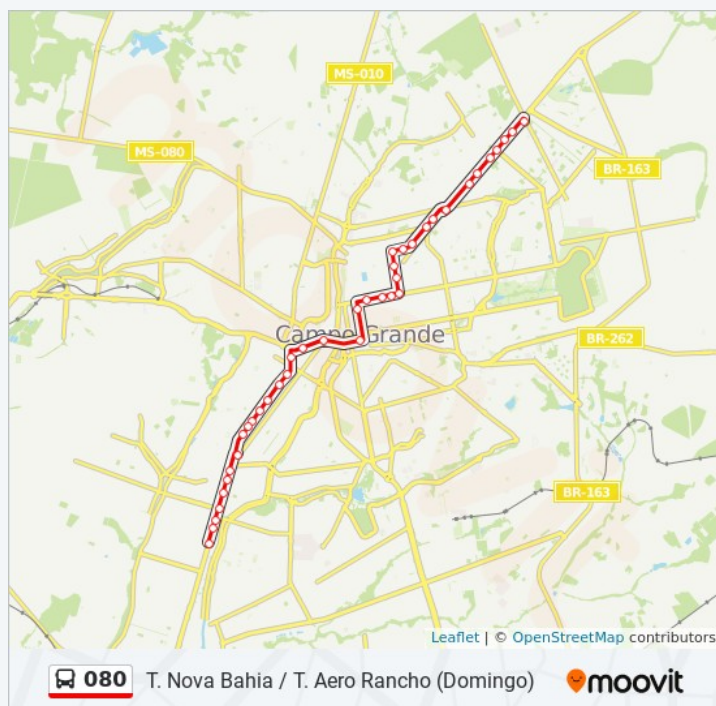 MS-010
MS-080
BR-163
Campo Grande
BR-262
BR-163
Leaflet | © OpenStreetMap contributors
080 T. Nova Bahia / T. Aero Rancho (Domingo) moovit